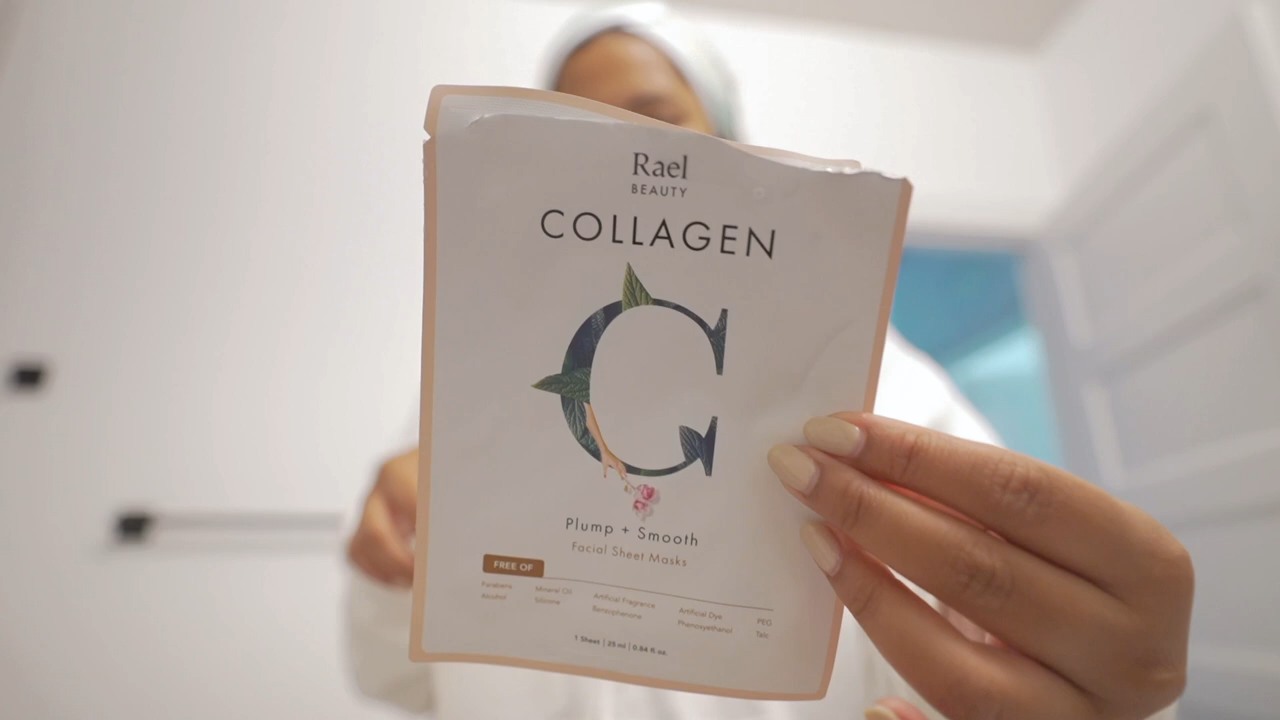 Rael
BEAUTY
COLLAGEN
C
Plump + Smooth
Facial Sheet Masks
FREE OF
Parabens Mineral Oil Artificial Fragrance Artificial Dye PEG
Alcohol Silicone Benzophenone Phenoxyethanol Talc
1 Sheet | 25 ml | 0.84 fl oz.